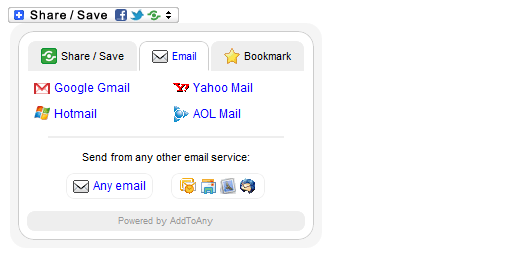 Share / Save
Share / Save Email Bookmark
Google Gmail Yahoo Mail
Hotmail AOL Mail
Send from any other email service:
Any email
Powered by AddToAny